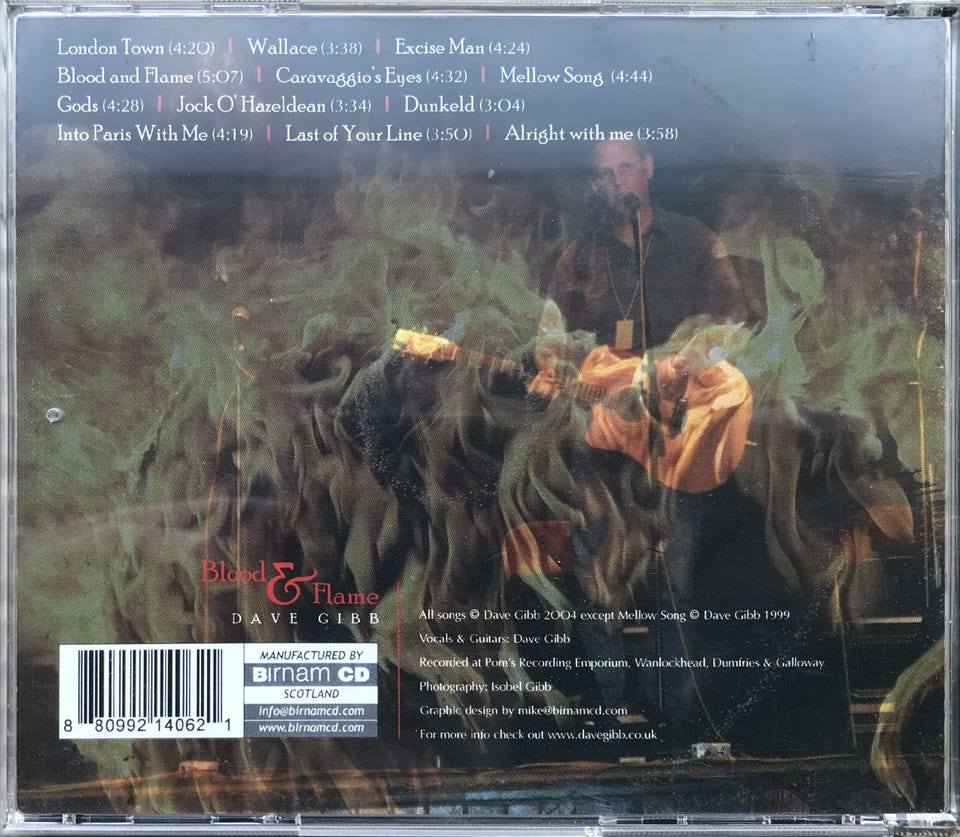 London Town (4:20) | Wallace (3:38) | Excise Man (4:24)
Blood and Flame (5:07) | Caravaggio's Eyes (4:32) | Mellow Song (4:44)
Gods (4:28) | Jock O' Hazeldean (3:34) | Dunkeld (3:04)
Into Paris With Me (4:19) | Last of Your Line (3:50) | Alright with me (3:58)
Blood & Flame
DAVE GIBB
8 80992 14062 1
MANUFACTURED BY
Birnam CD
SCOTLAND
info@birnamcd.com
www.birnamcd.com
All songs © Dave Gibb 2004 except Mellow Song © Dave Gibb 1999
Vocals & Guitars: Dave Gibb
Recorded at Pom's Recording Emporium, Wanlockhead, Dumfries & Galloway
Photography: Isobel Gibb
Graphic design by mike@birnamcd.com
For more info check out www.davegibb.co.uk